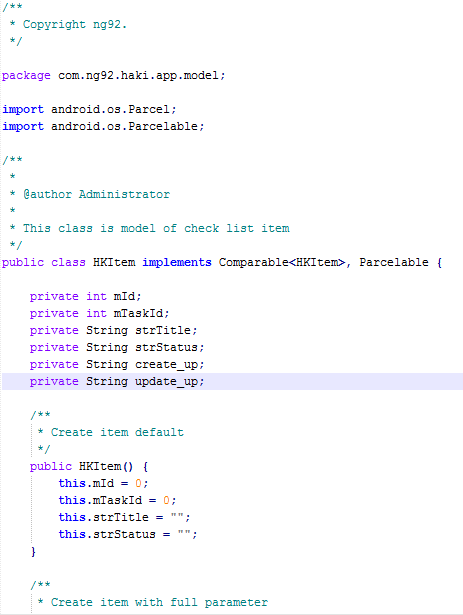 /**
 * Copyright ng92.
 */
package com.ng92.haki.app.model;
import android.os.Parcel;
import android.os.Parcelable;
/**
 *
 * @author Administrator
 *
 * This class is model of check list item
 */
public class HKItem implements Comparable<HKItem>, Parcelable {
    private int mId;
    private int mTaskId;
    private String strTitle;
    private String strStatus;
    private String create_up;
    private String update_up;
    /**
     * Create item default
     */
    public HKItem() {
        this.mId = 0;
        this.mTaskId = 0;
        this.strTitle = "";
        this.strStatus = "";
    }
    /**
     * Create item with full parameter